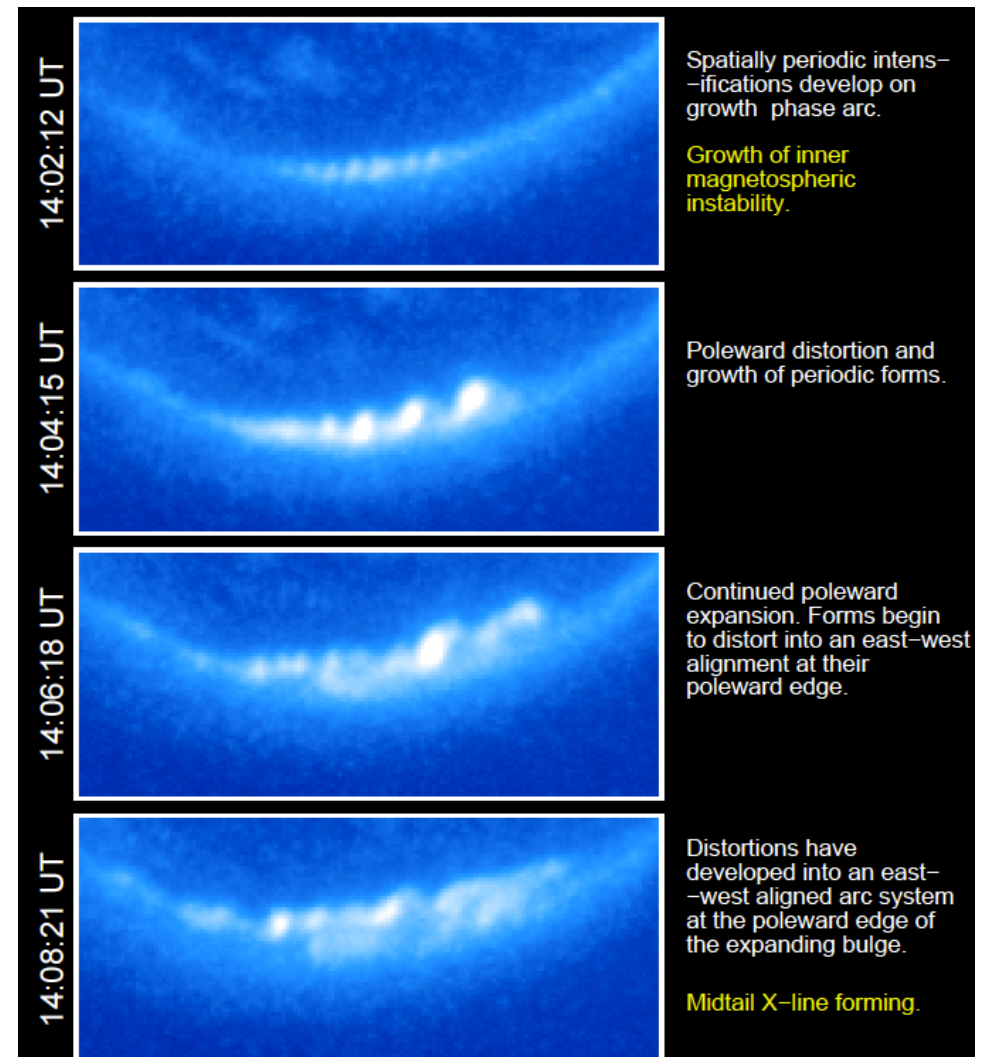 14:02:12 UT
Spatially periodic intens−
−ifications develop on
growth phase arc.
Growth of inner
magnetospheric
instability.
14:04:15 UT
Poleward distortion and
growth of periodic forms.
14:06:18 UT
Continued poleward
expansion. Forms begin
to distort into an east−west
alignment at their
poleward edge.
14:08:21 UT
Distortions have
developed into an east−
−west aligned arc system
at the poleward edge of
the expanding bulge.
Midtail X−line forming.